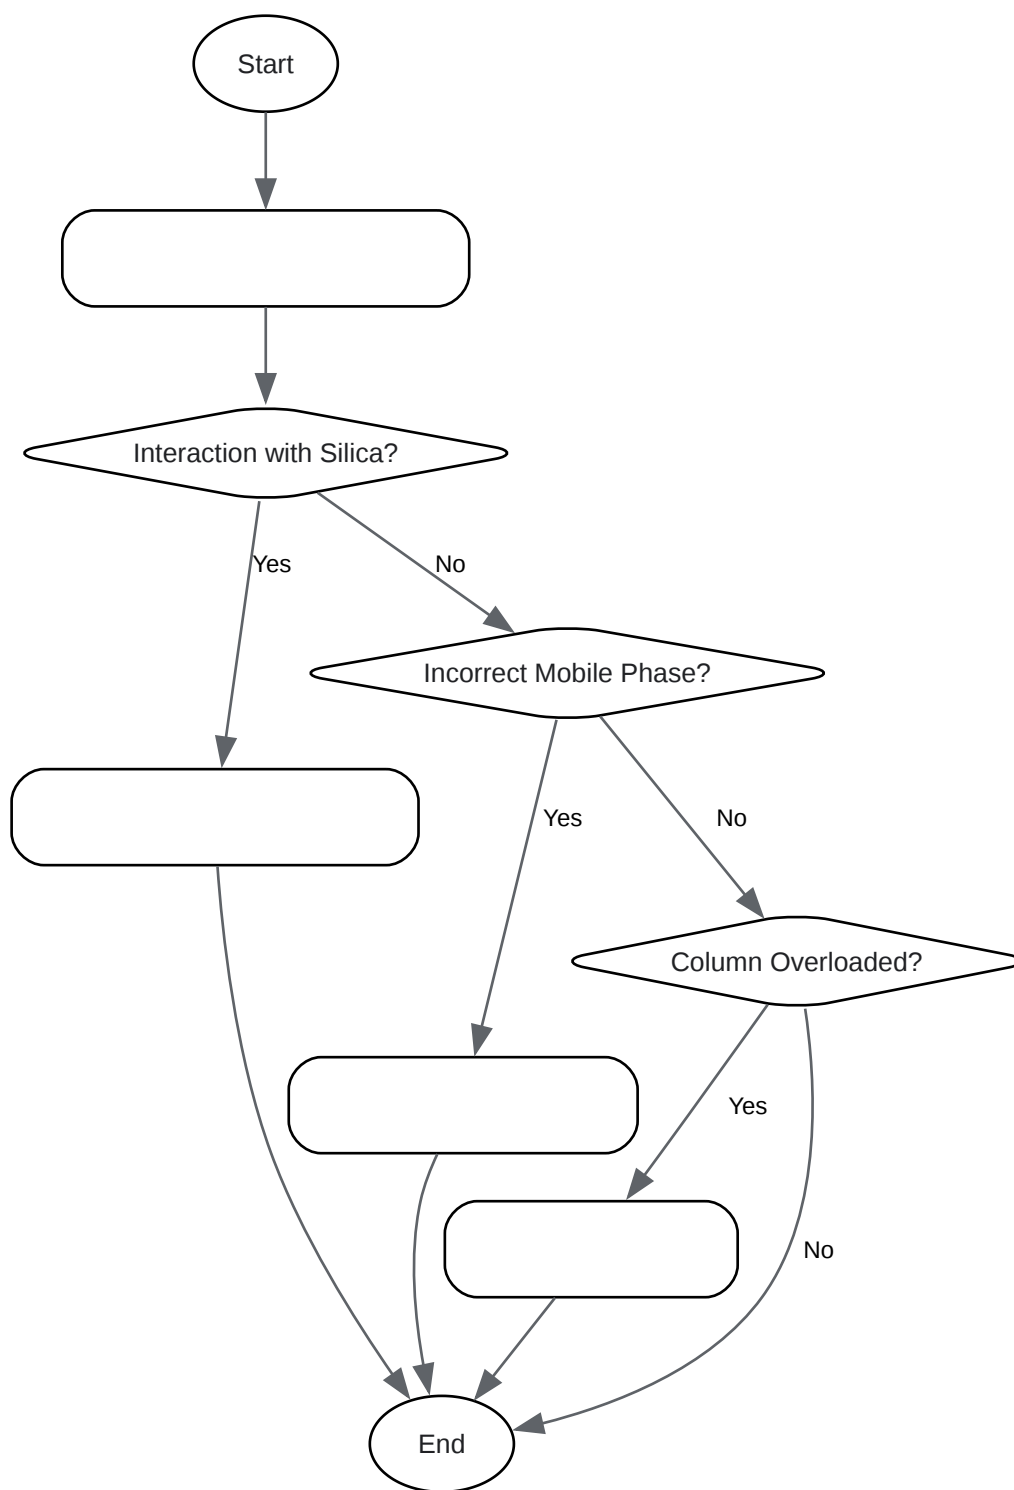 Start
Interaction with Silica?
Yes
No
Incorrect Mobile Phase?
Yes
No
Column Overloaded?
Yes
No
End